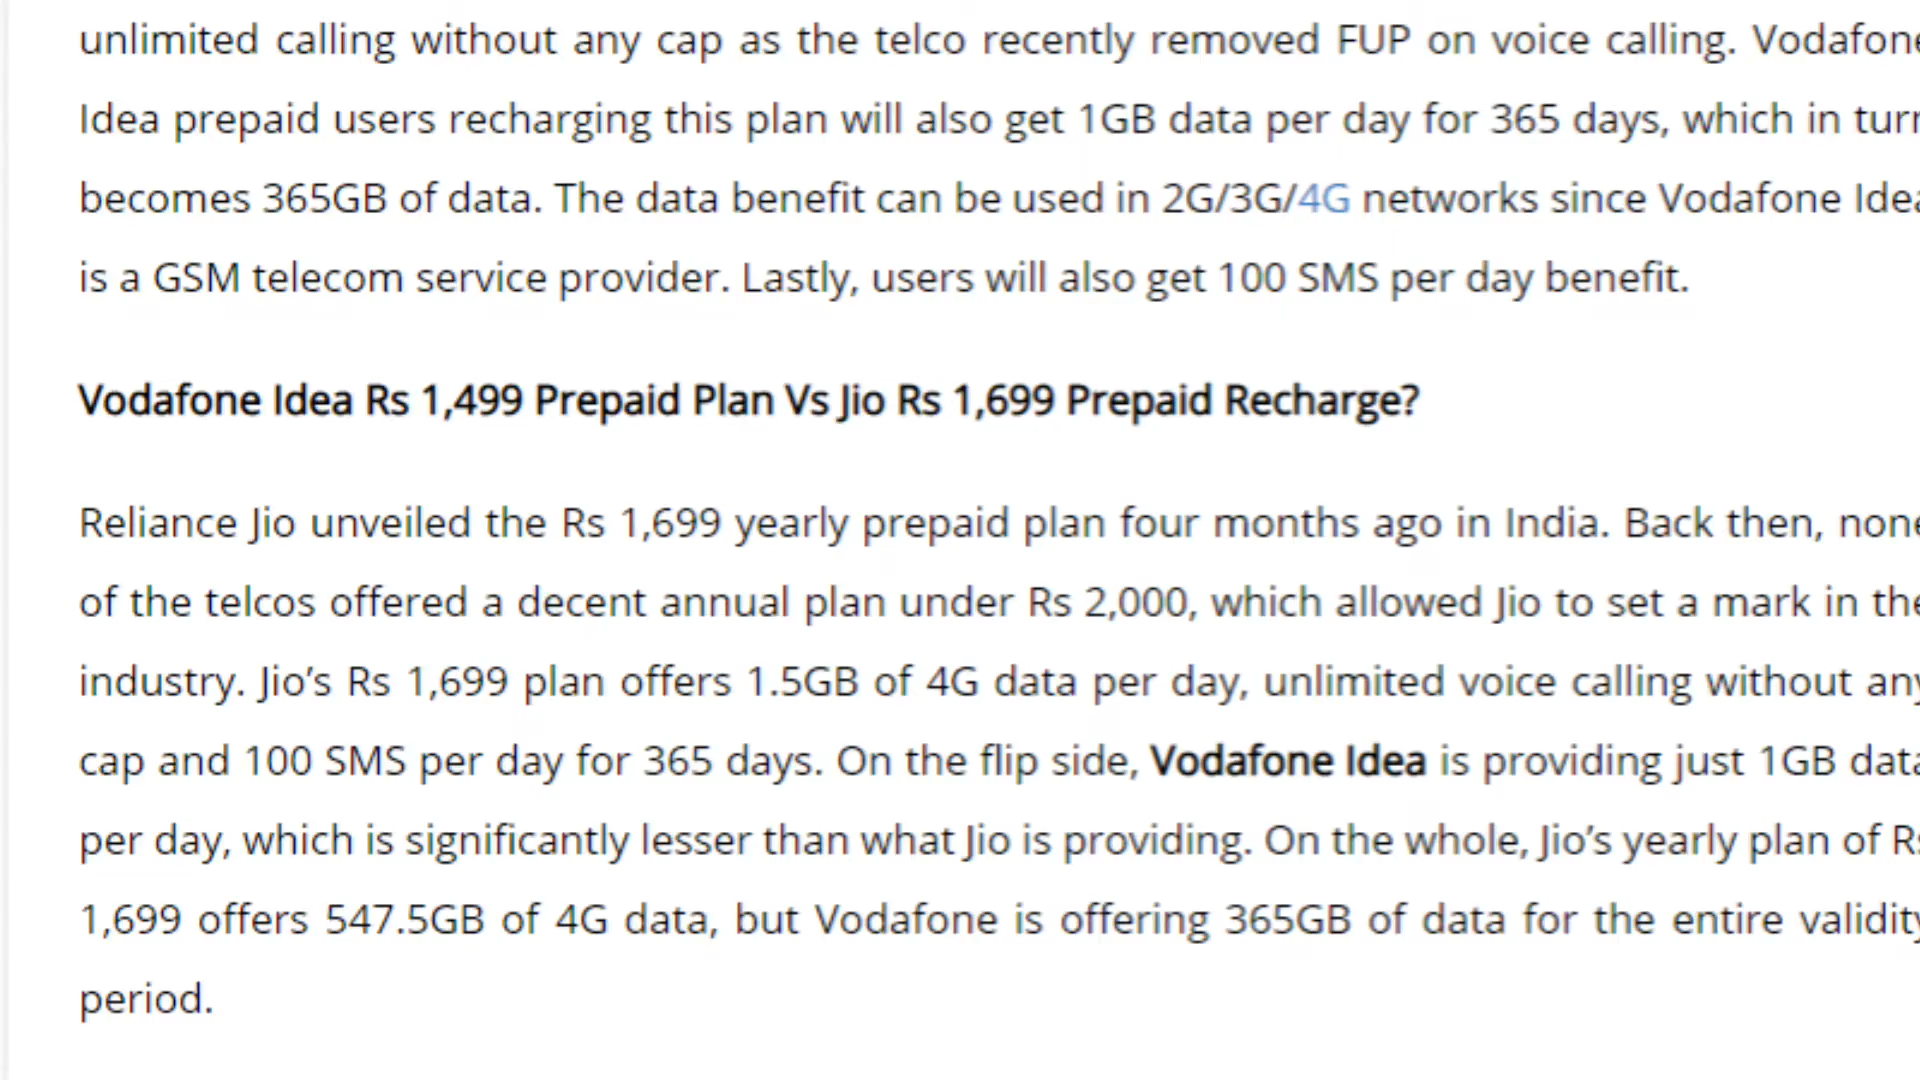 unlimited calling without any cap as the telco recently removed FUP on voice calling. Vodafone
Idea prepaid users recharging this plan will also get 1GB data per day for 365 days, which in turn
becomes 365GB of data. The data benefit can be used in 2G/3G/4G networks since Vodafone Idea
is a GSM telecom service provider. Lastly, users will also get 100 SMS per day benefit.
Vodafone Idea Rs 1,499 Prepaid Plan Vs Jio Rs 1,699 Prepaid Recharge?
Reliance Jio unveiled the Rs 1,699 yearly prepaid plan four months ago in India. Back then, none
of the telcos offered a decent annual plan under Rs 2,000, which allowed Jio to set a mark in the
industry. Jio’s Rs 1,699 plan offers 1.5GB of 4G data per day, unlimited voice calling without any
cap and 100 SMS per day for 365 days. On the flip side, Vodafone Idea is providing just 1GB data
per day, which is significantly lesser than what Jio is providing. On the whole, Jio’s yearly plan of Rs
1,699 offers 547.5GB of 4G data, but Vodafone is offering 365GB of data for the entire validity
period.